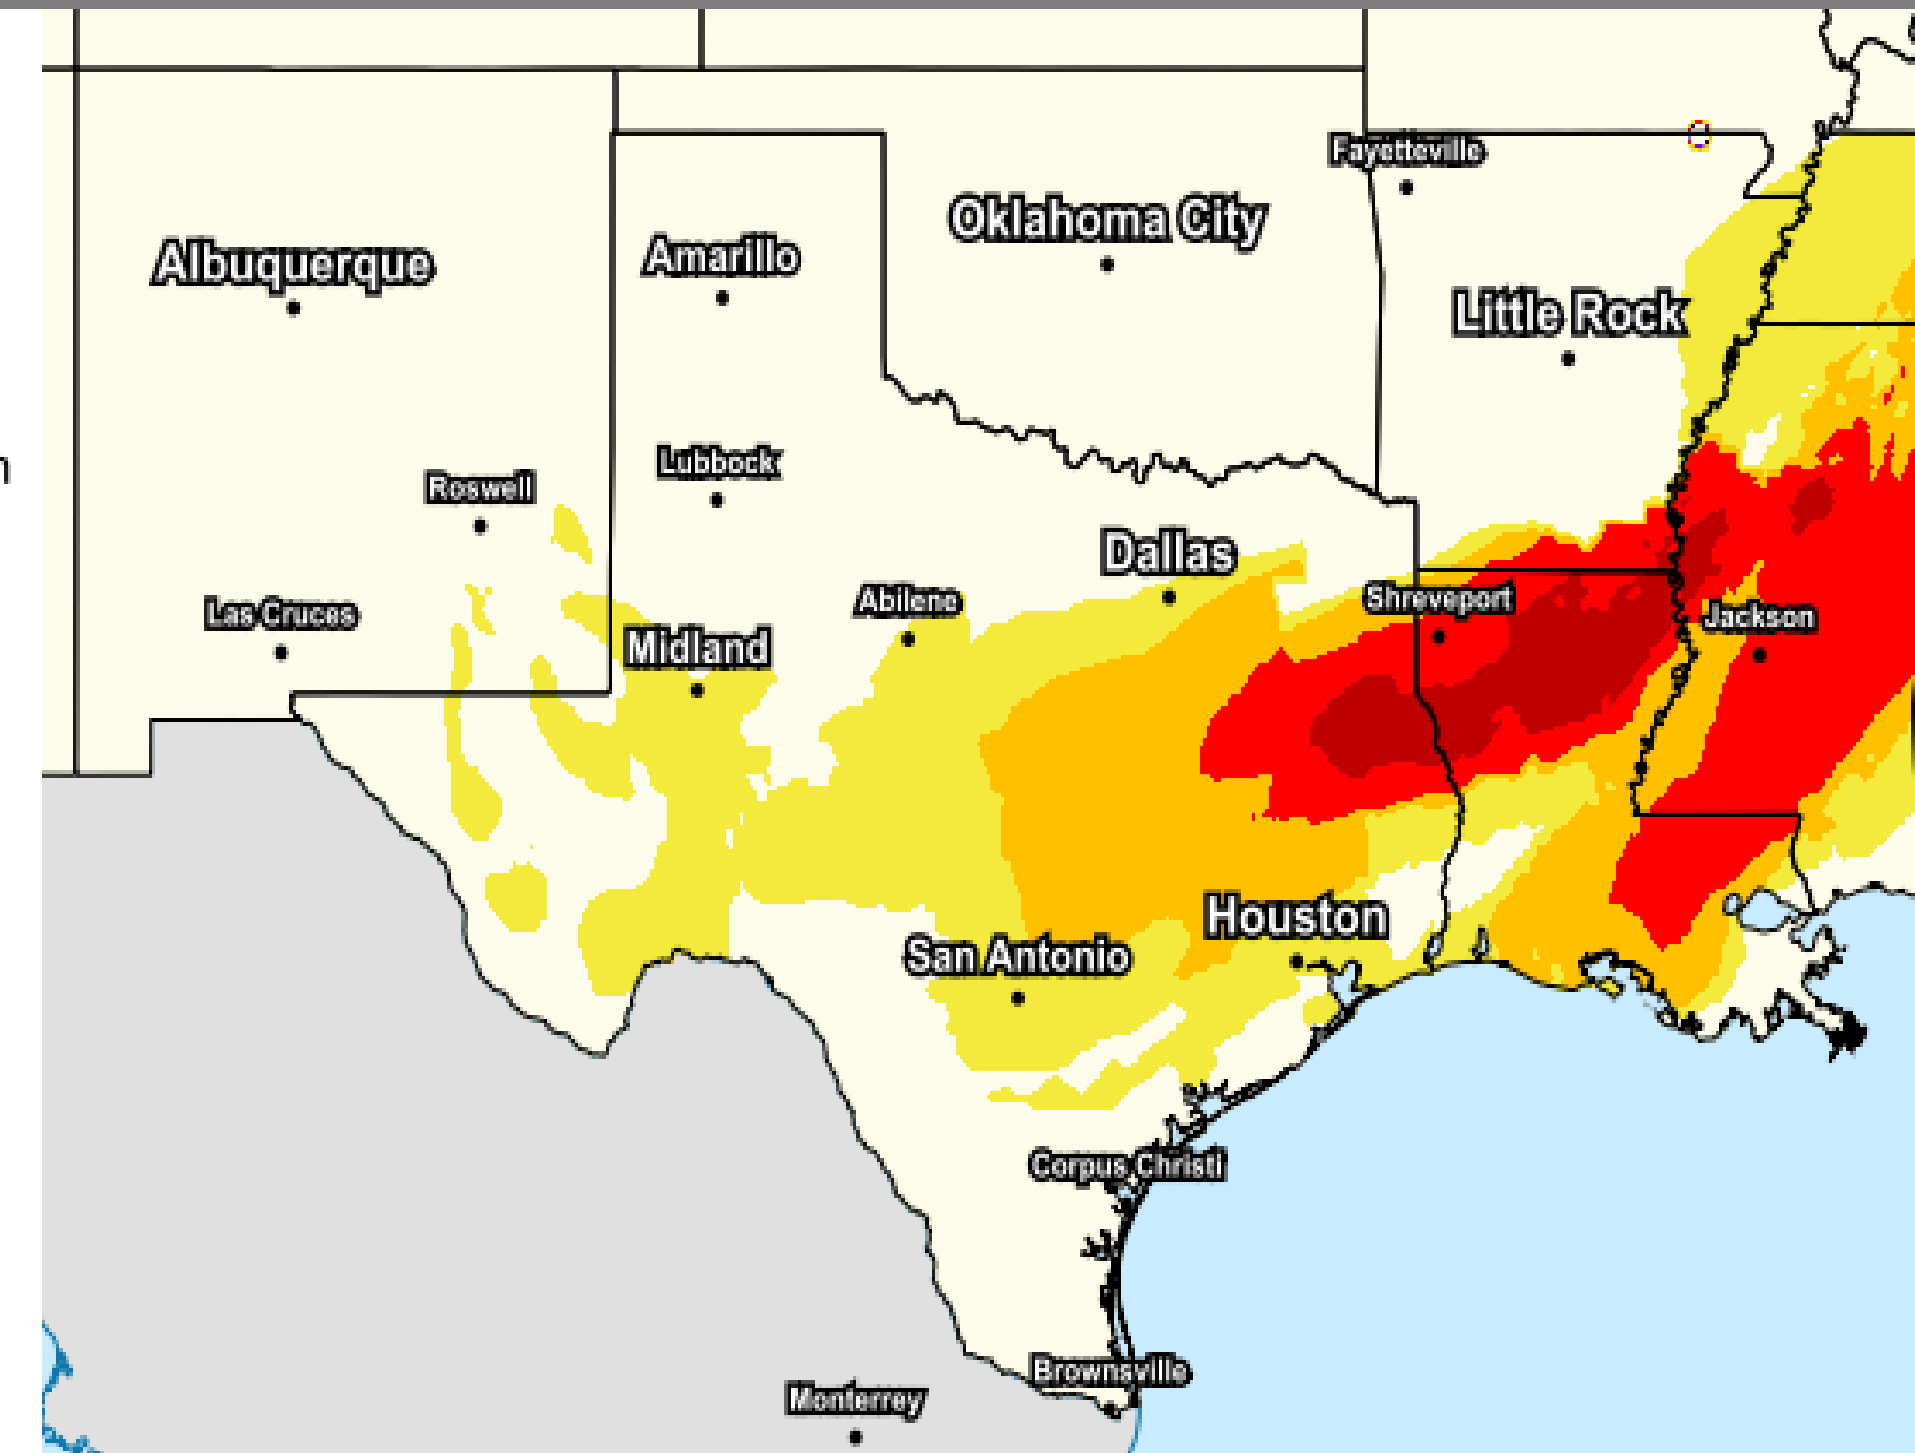 Fayetteville
Oklahoma City
Albuquerque
Amarillo
Little Rock
Lubbock
n
Roswell
Dallas
Abilene
Shreveport
Las Cruces
Jackson
Midland
Houston
San Antonio
Corpus Christi
Brownsville
Monterrey